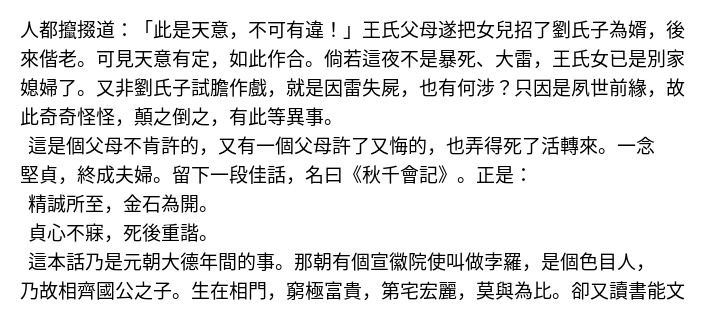 人都攛掇道：「此是天意，不可有違！」王氏父母遂把女兒招了劉氏子為婿，後
來偕老。可見天意有定，如此作合。倘若這夜不是暴死、大雷，王氏女已是別家
媳婦了。又非劉氏子試膽作戲，就是因雷失屍，也有何涉？只因是夙世前緣，故
此奇奇怪怪，顛之倒之，有此等異事。
這是個父母不肯許的，又有一個父母許了又悔的，也弄得死了活轉來。一念
堅貞，終成夫婦。留下一段佳話，名曰《秋千會記》。正是：
精誠所至，金石為開。
貞心不寐，死後重諧。
這本話乃是元朝大德年間的事。那朝有個宣徽院使叫做孛羅，是個色目人，
乃故相齊國公之子。生在相門，窮極富貴，第宅宏麗，莫與為比。卻又讀書能文